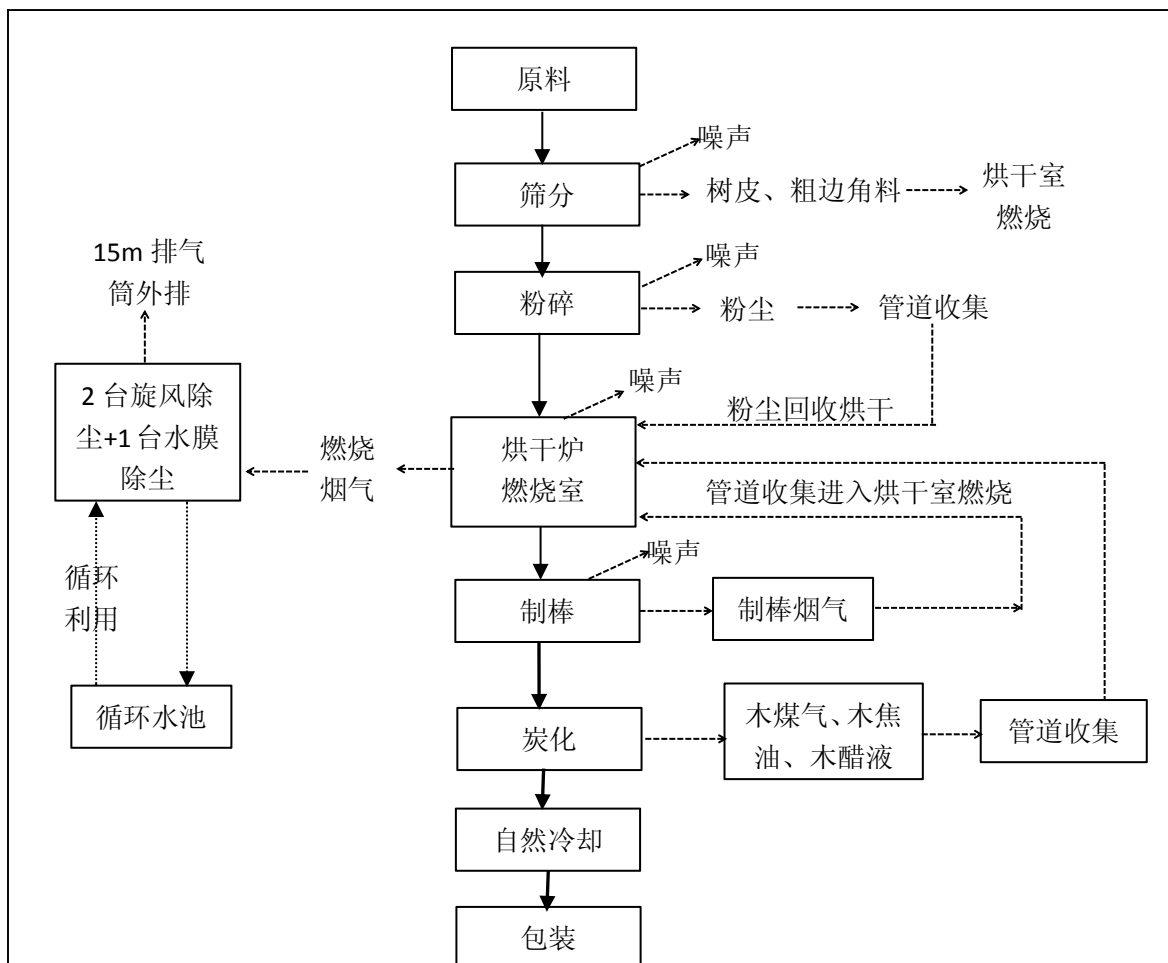 原料
噪声
筛分
树皮、粗边角料
烘干室
燃烧
15m 排气
筒外排
噪声
粉碎
粉尘
管道收集
2 台旋风除
尘+1 台水膜
除尘
噪声
粉尘回收烘干
燃烧
烟气
烘干炉
燃烧室
管道收集进入烘干室燃烧
噪声
循环
利用
制棒
制棒烟气
循环水池
炭化
木煤气、木焦
油、木醋液
管道收集
自然冷却
包装